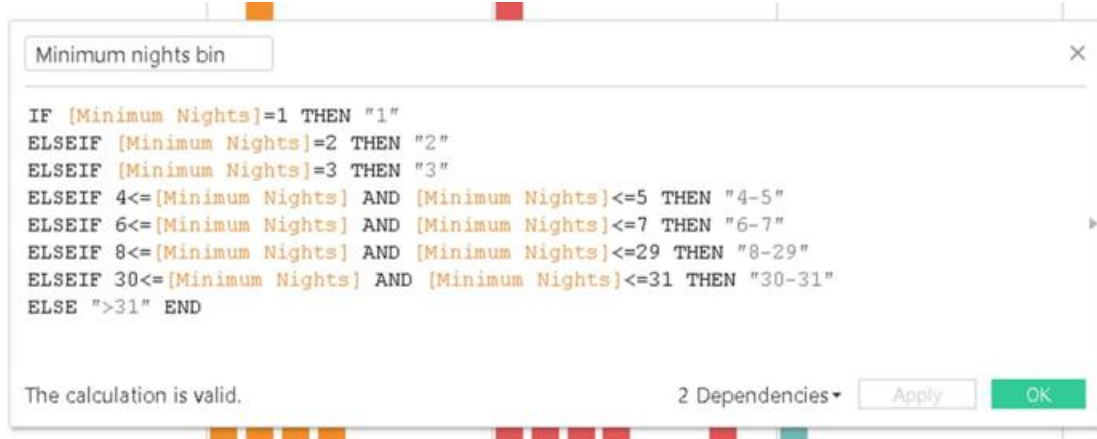 Minimum nights bin
IF [Minimum Nights]=1 THEN "1"
ELSEIF [Minimum Nights]=2 THEN "2"
ELSEIF [Minimum Nights]=3 THEN "3"
ELSEIF 4<=[Minimum Nights] AND [Minimum Nights]<=5 THEN "4-5"
ELSEIF 6<=[Minimum Nights] AND [Minimum Nights]<=7 THEN "6-7"
ELSEIF 8<=[Minimum Nights] AND [Minimum Nights]<=29 THEN "8-29"
ELSEIF 30<=[Minimum Nights] AND [Minimum Nights]<=31 THEN "30-31"
ELSE ">31" END
The calculation is valid. 2 Dependencies Apply OK